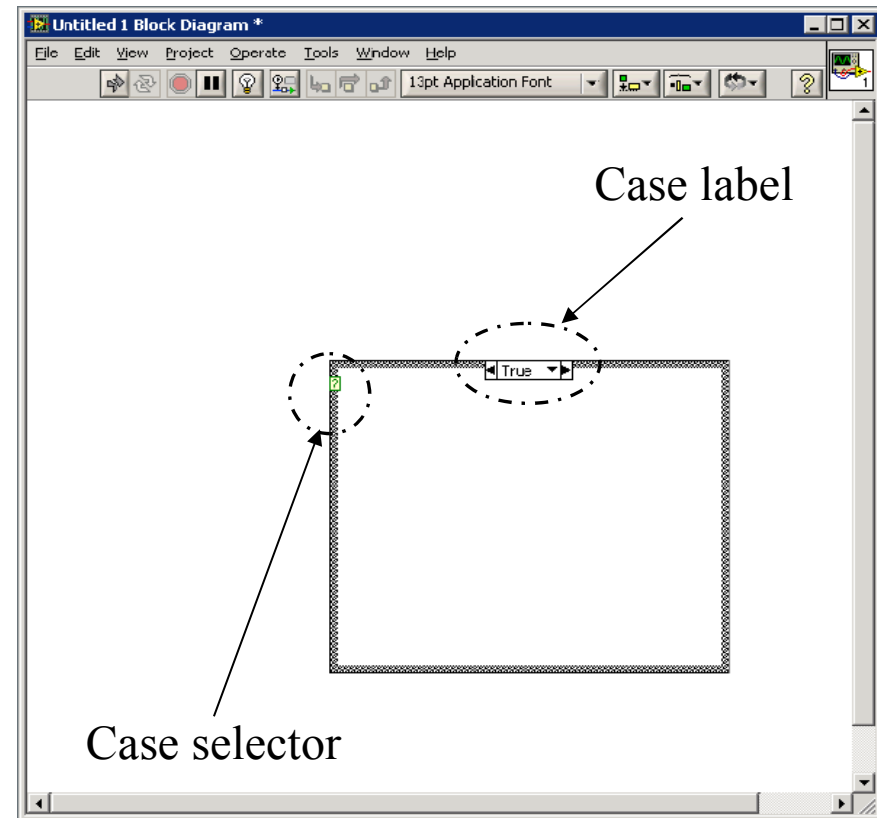 Untitled 1 Block Diagram *
File Edit View Project Operate Tools Window Help
13pt Application Font
?
1
Case label
True
?
Case selector